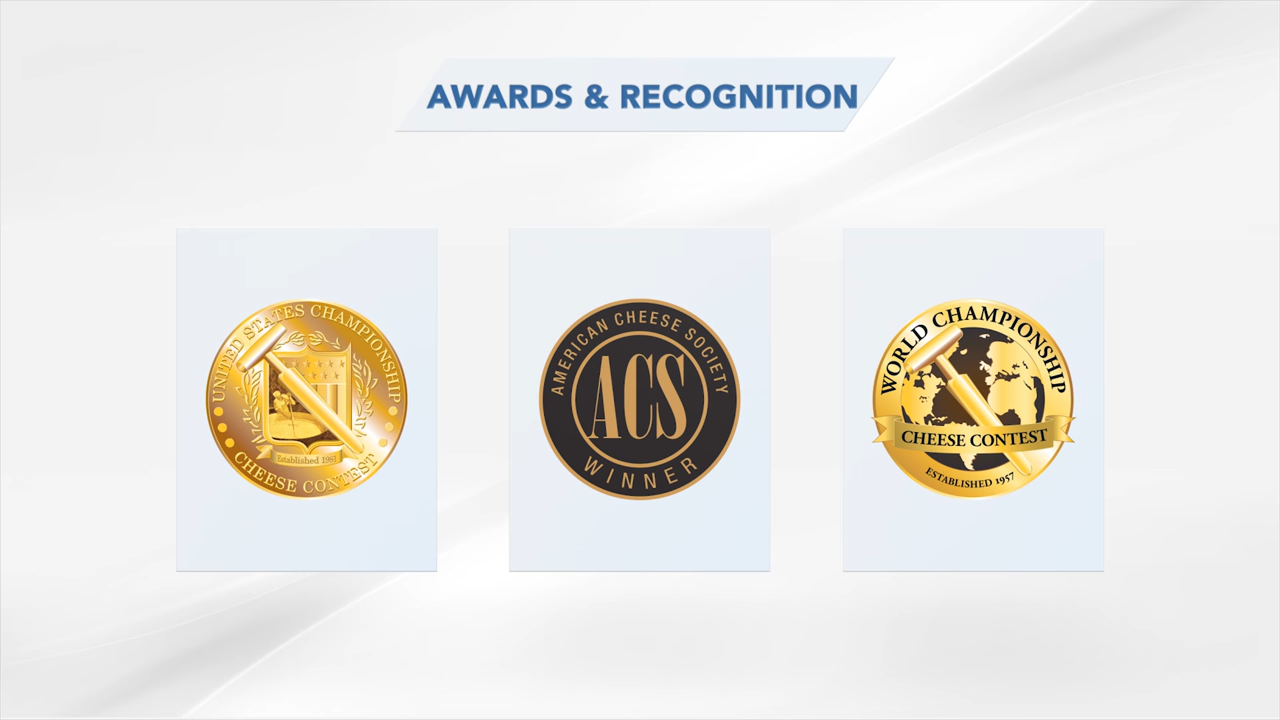 AWARDS & RECOGNITION
UNITED STATES CHAMPIONSHIP
Established 1981
CHEESE CONTEST
AMERICAN CHEESE SOCIETY
ACS
WINNER
WORLD CHAMPIONSHIP
CHEESE CONTEST
ESTABLISHED 1957